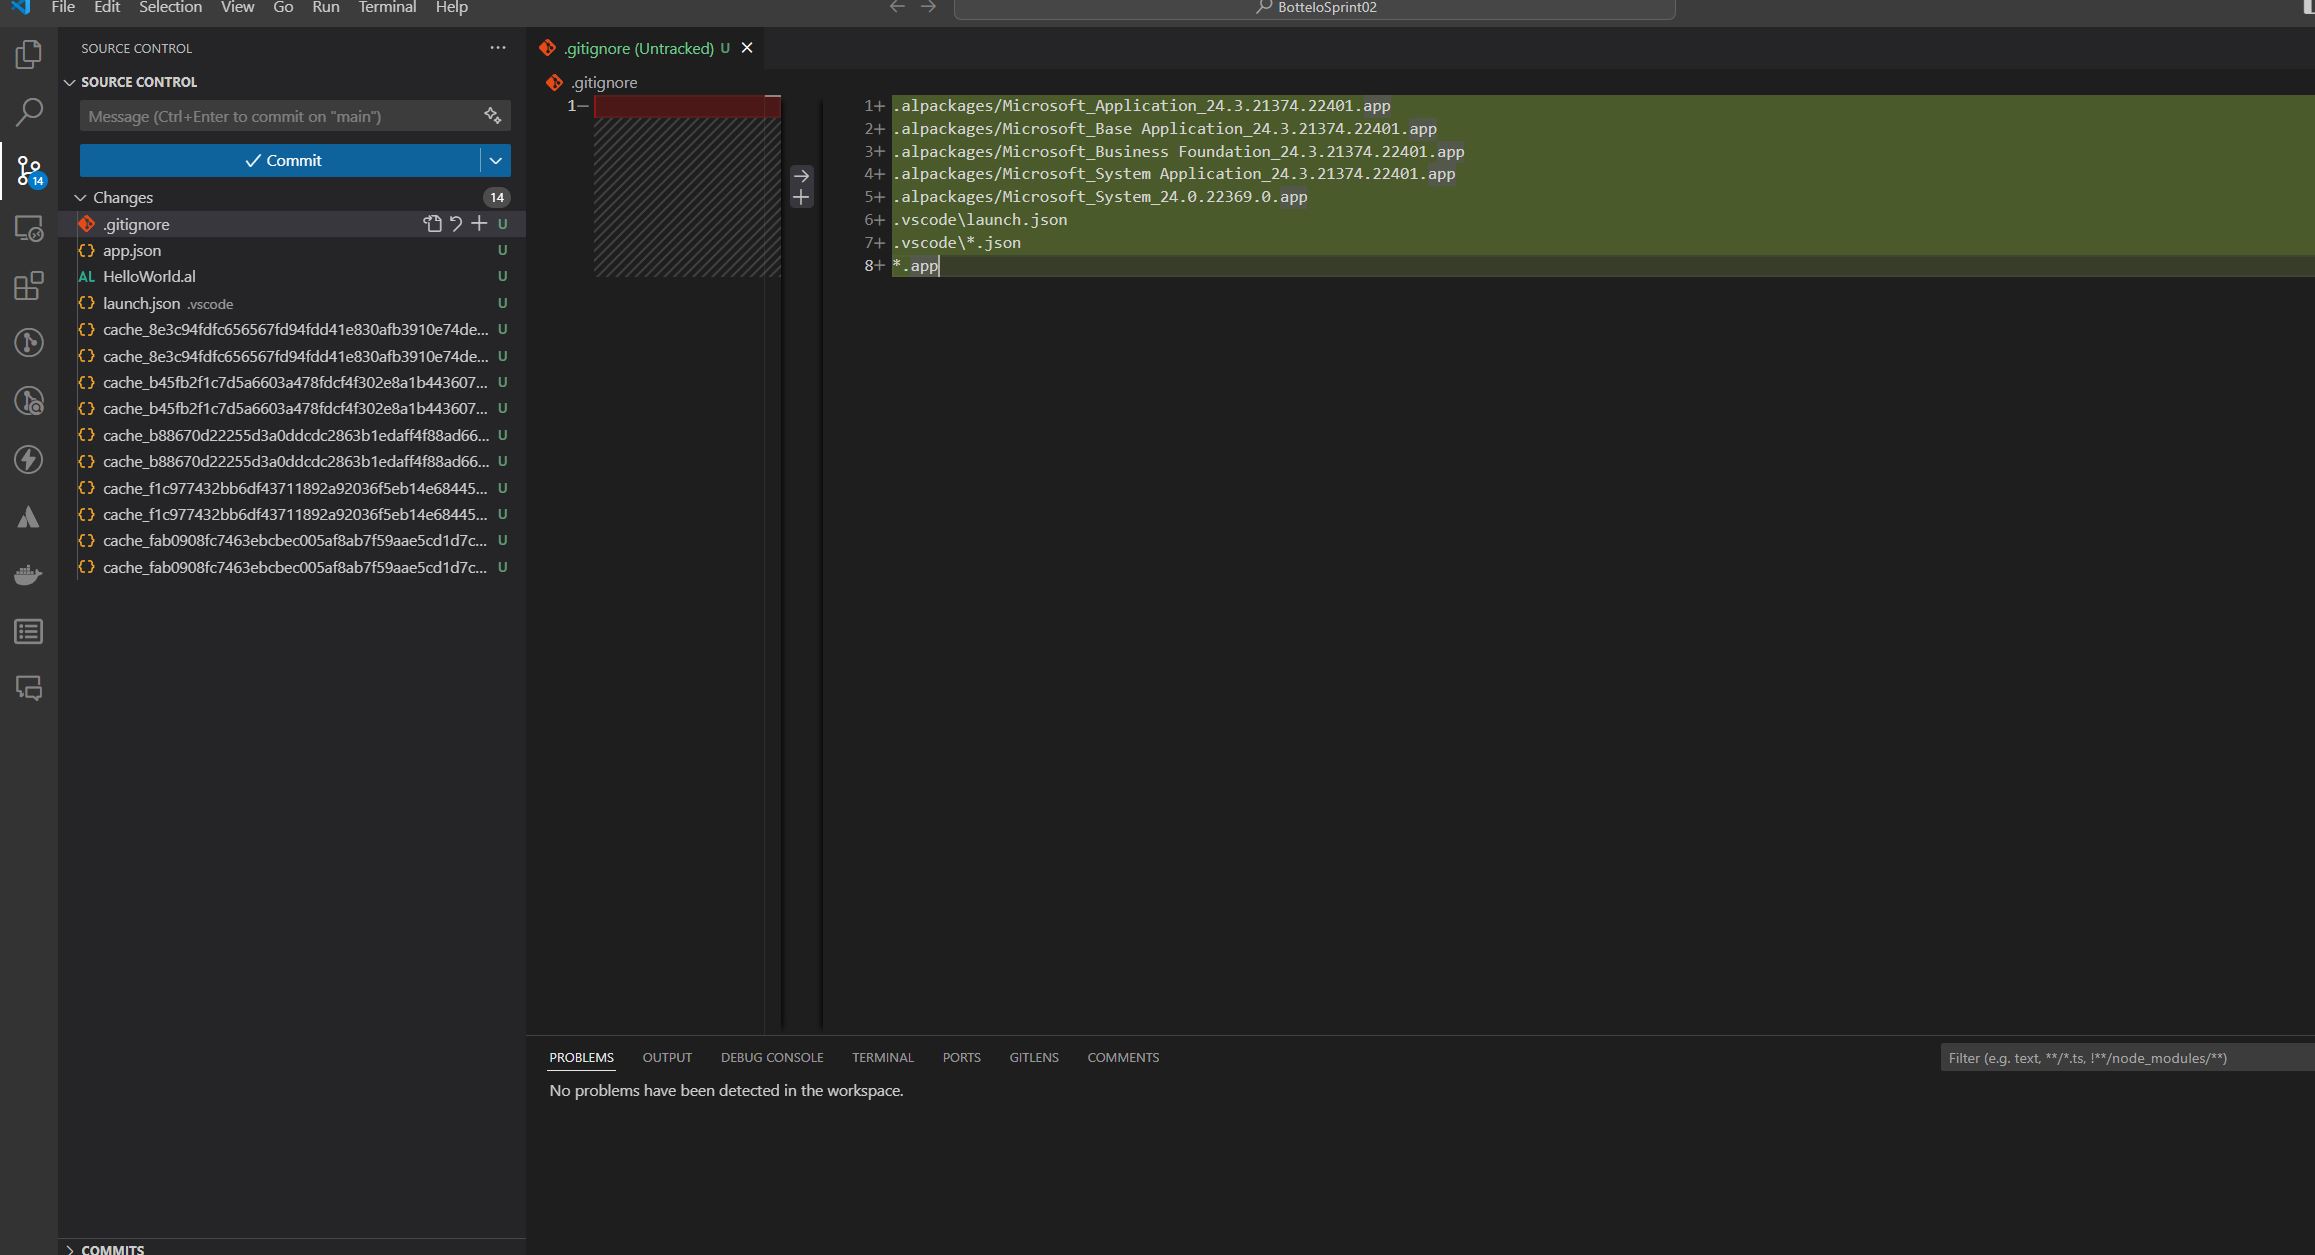 File Edit Selection View Go Run Terminal Help
BotteloSprint02
SOURCE CONTROL
SOURCE CONTROL
Message (Ctrl+Enter to commit on "main")
Commit
Changes 14
14
.gitignore U
app.json U
AL HelloWorld.al U
launch.json .vscode U
cache_8e3c94fdfc656567fd94fdd41e830afb3910e74de... U
cache_8e3c94fdfc656567fd94fdd41e830afb3910e74de... U
cache_b45fb2f1c7d5a6603a478fdcf4f302e8a1b443607... U
cache_b45fb2f1c7d5a6603a478fdcf4f302e8a1b443607... U
cache_b88670d22255d3a0ddcdc2863b1edaff4f88ad66... U
cache_b88670d22255d3a0ddcdc2863b1edaff4f88ad66... U
cache_f1c977432bb6df43711892a92036f5eb14e68445... U
cache_f1c977432bb6df43711892a92036f5eb14e68445... U
cache_fab0908fc7463ebcbec005af8ab7f59aae5cd1d7c... U
cache_fab0908fc7463ebcbec005af8ab7f59aae5cd1d7c... U
COMMITS
.gitignore (Untracked) U
.gitignore
1−
1+ .alpackages/Microsoft_Application_24.3.21374.22401.app
2+ .alpackages/Microsoft_Base Application_24.3.21374.22401.app
3+ .alpackages/Microsoft_Business Foundation_24.3.21374.22401.app
4+ .alpackages/Microsoft_System Application_24.3.21374.22401.app
5+ .alpackages/Microsoft_System_24.0.22369.0.app
6+ .vscode\launch.json
7+ .vscode\*.json
8+ *.app
PROBLEMS OUTPUT DEBUG CONSOLE TERMINAL PORTS GITLENS COMMENTS
Filter (e.g. text, **/*.ts, !**/node_modules/**)
No problems have been detected in the workspace.